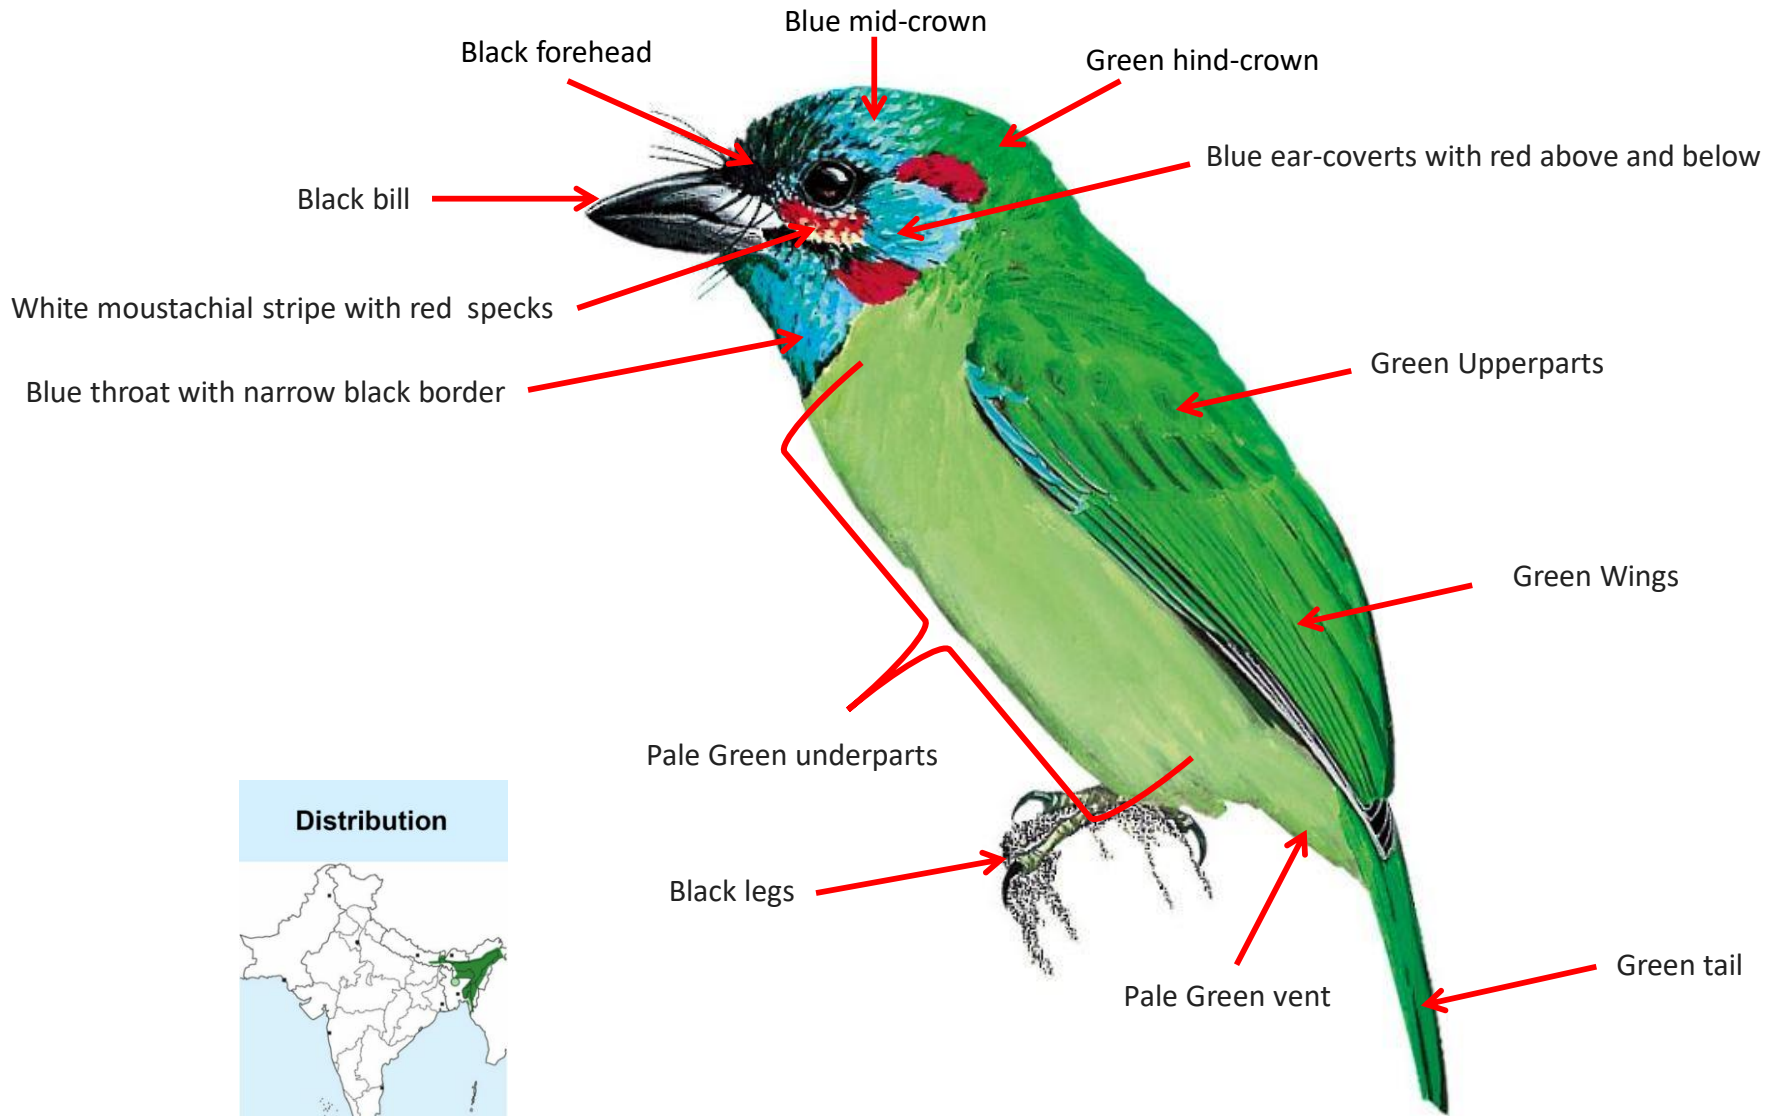 Blue mid-crown
Black forehead
Green hind-crown
Blue ear-coverts with red above and below
Black bill
White moustachial stripe with red  specks
Green Upperparts
Blue throat with narrow black border
Green Wings
Pale Green underparts
Distribution
Black legs
Green tail
Pale Green vent